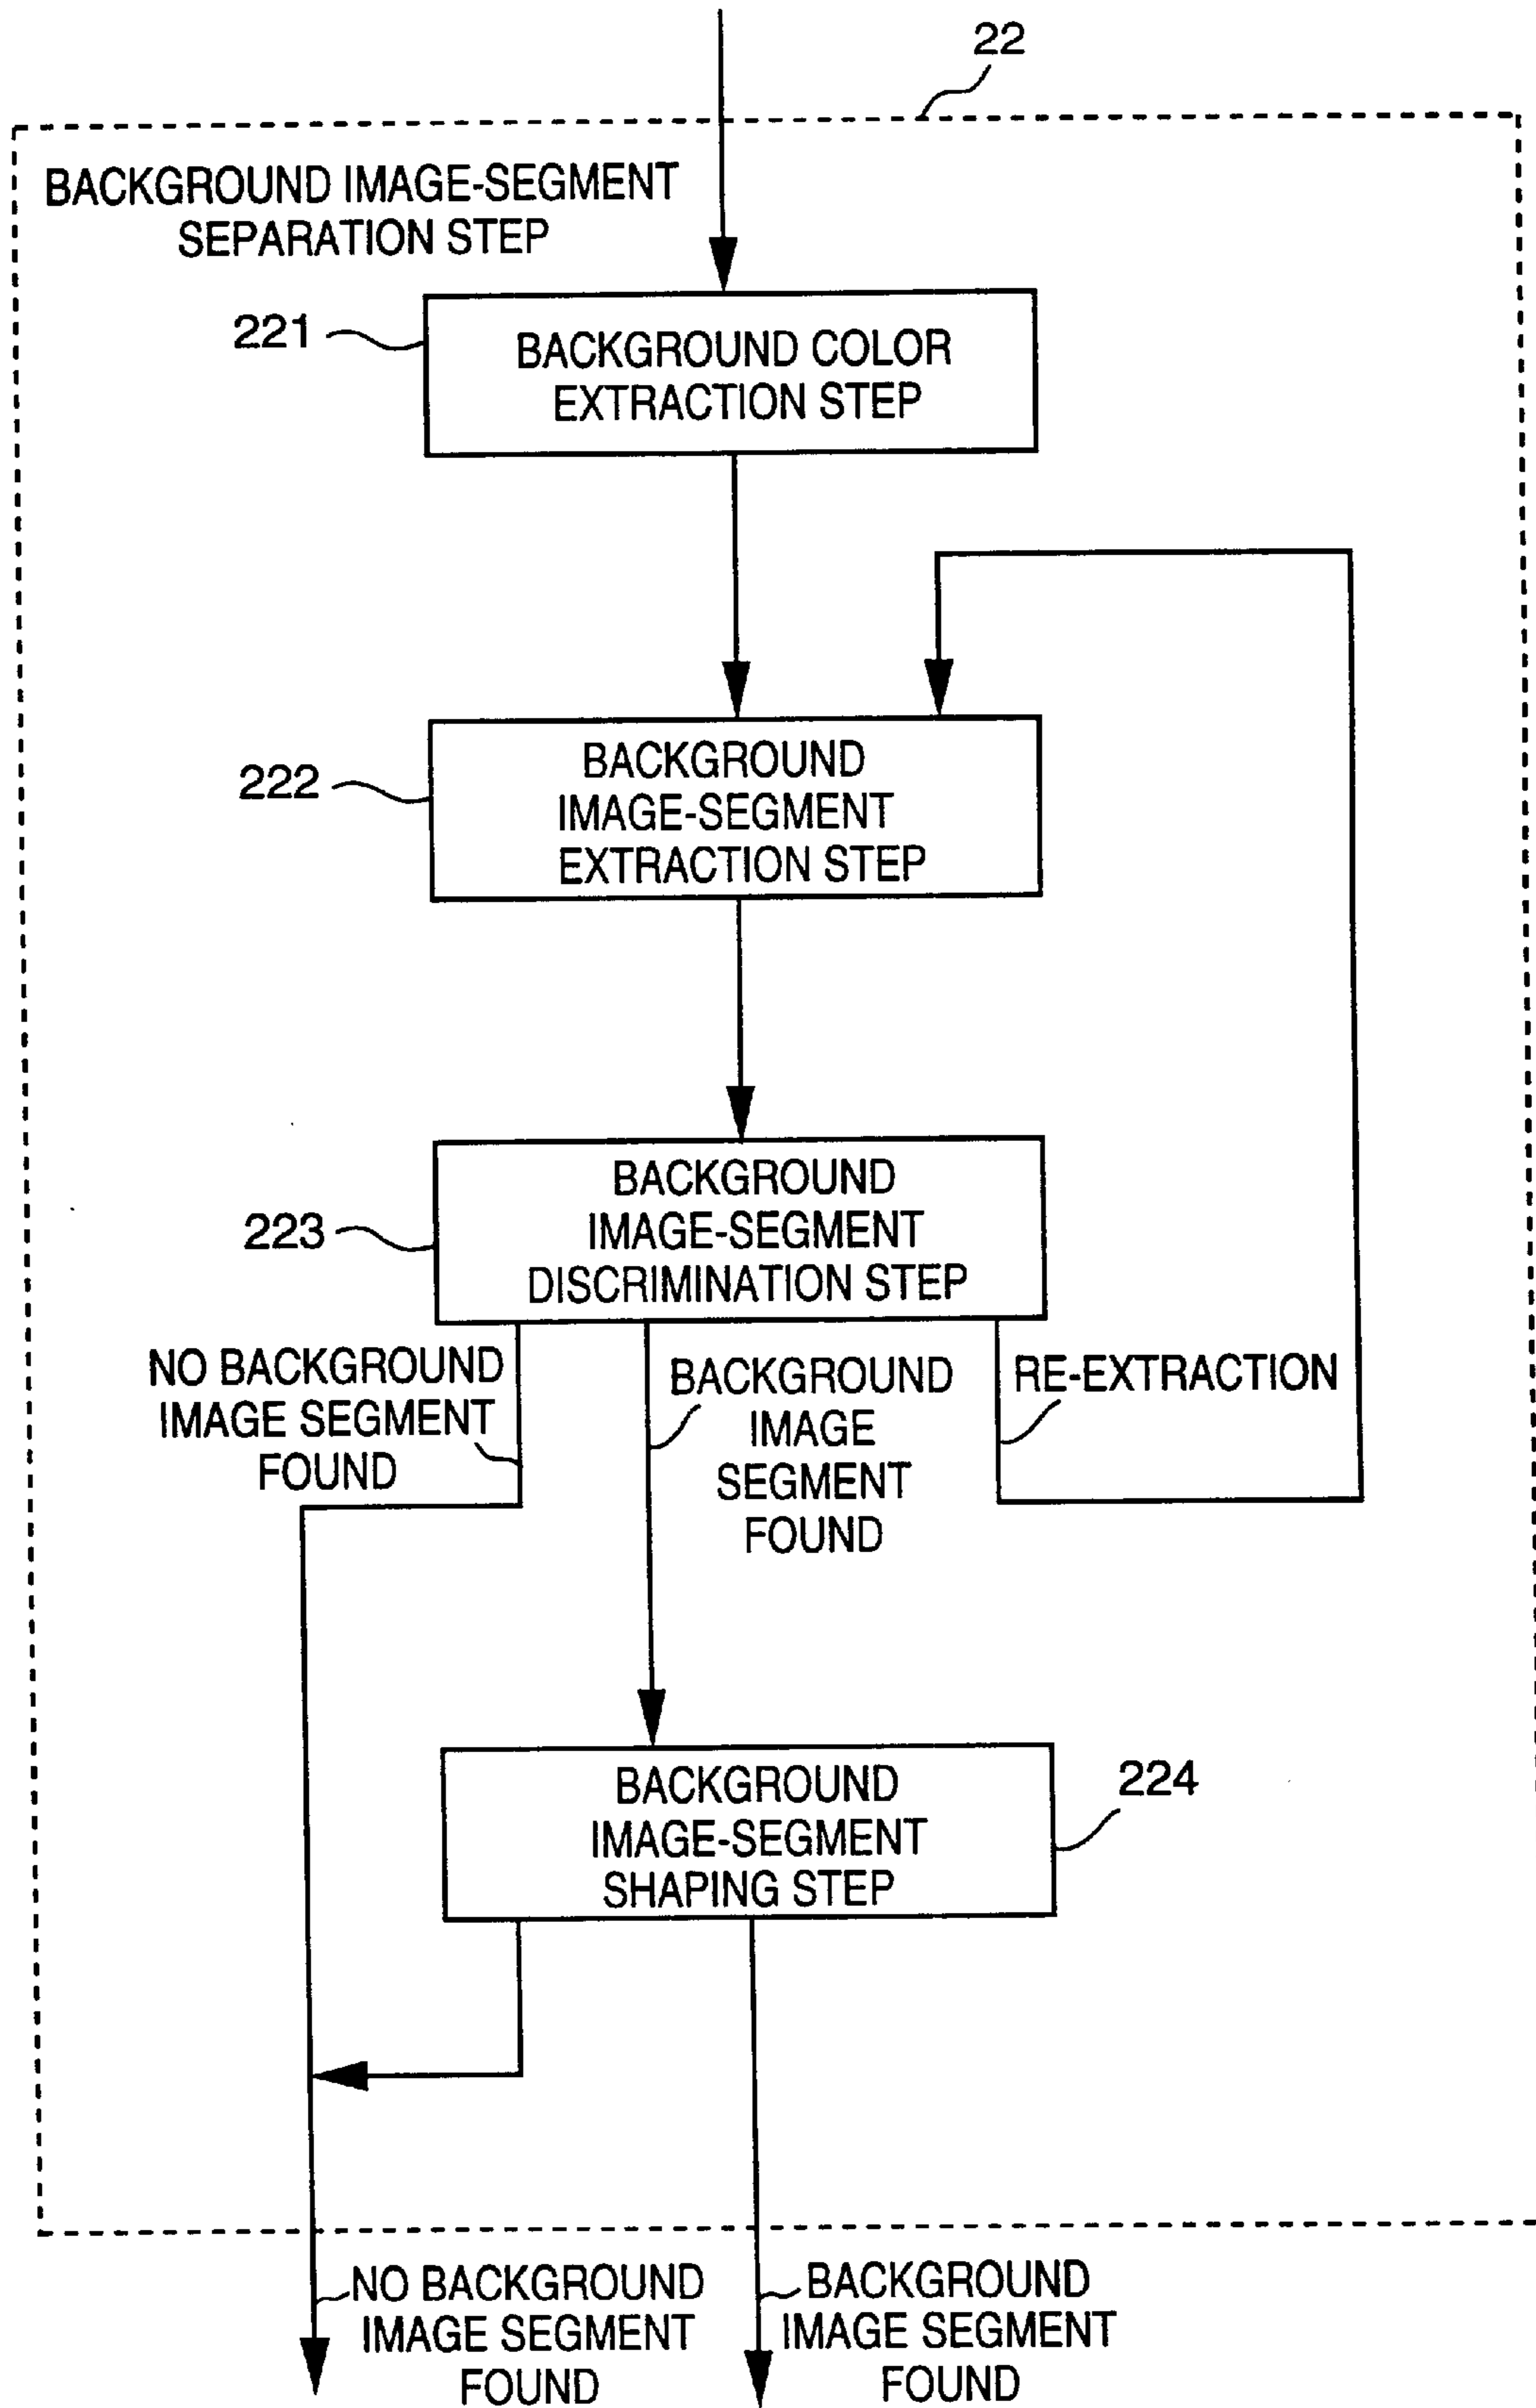 22
BACKGROUND IMAGE-SEGMENT
SEPARATION STEP
221
BACKGROUND COLOR
EXTRACTION STEP
222
BACKGROUND
IMAGE-SEGMENT
EXTRACTION STEP
223
BACKGROUND
IMAGE-SEGMENT
DISCRIMINATION STEP
NO BACKGROUND
IMAGE SEGMENT
FOUND
BACKGROUND
IMAGE
SEGMENT
FOUND
RE-EXTRACTION
BACKGROUND
IMAGE-SEGMENT
SHAPING STEP
224
NO BACKGROUND
IMAGE SEGMENT
FOUND
BACKGROUND
IMAGE SEGMENT
FOUND